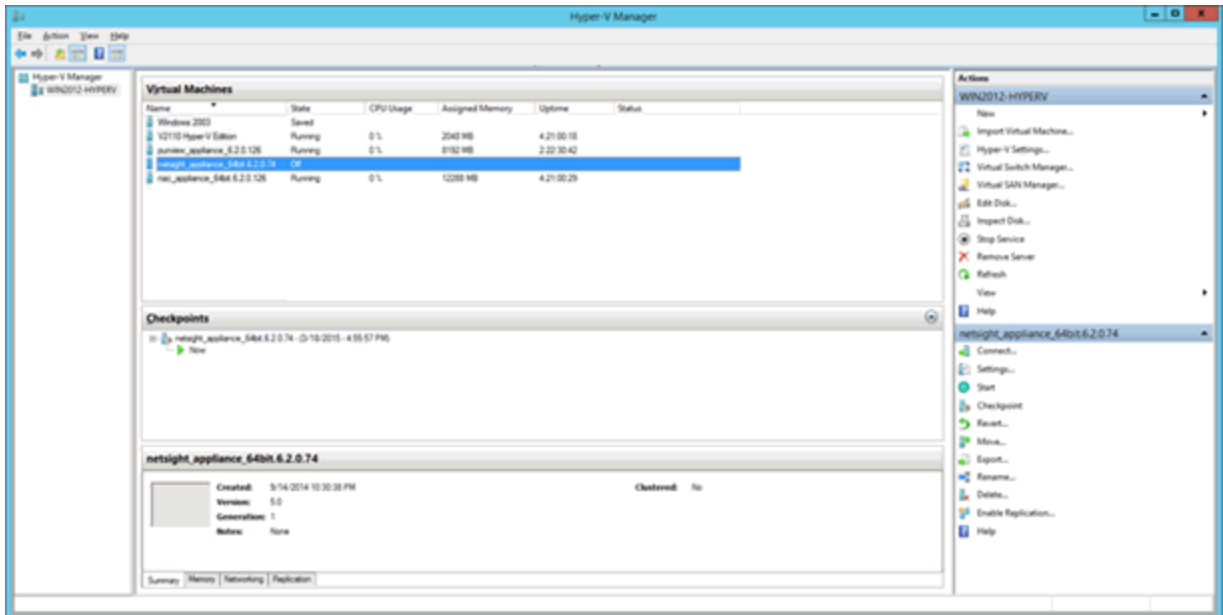 Hyper-V Manager
File Action View Help
Hyper-V Manager
WIN2012-HYPERV
Virtual Machines
Name State CPU Usage Assigned Memory Uptime Status
Windows 2003 Saved
V2110 Hyper-V Edition Running 0 % 2048 MB 4.21:00:18
purview_appliance_6.2.0.126 Running 0 % 8192 MB 2.22:30:42
netsight_appliance_64bit.6.2.0.74 Off
nac_appliance_64bit.6.2.0.126 Running 0 % 12288 MB 4.21:00:29
Checkpoints
netsight_appliance_64bit.6.2.0.74 - (3/18/2015 - 4:55:57 PM)
Now
netsight_appliance_64bit.6.2.0.74
Created: 9/14/2014 10:30:38 PM Clustered: No
Version: 5.0
Generation: 1
Notes: None
Summary Memory Networking Replication
Actions
WIN2012-HYPERV
New
Import Virtual Machine...
Hyper-V Settings...
Virtual Switch Manager...
Virtual SAN Manager...
Edit Disk...
Inspect Disk...
Stop Service
Remove Server
Refresh
View
Help
netsight_appliance_64bit.6.2.0.74
Connect...
Settings...
Start
Checkpoint
Revert...
Move...
Export...
Rename...
Delete...
Enable Replication...
Help